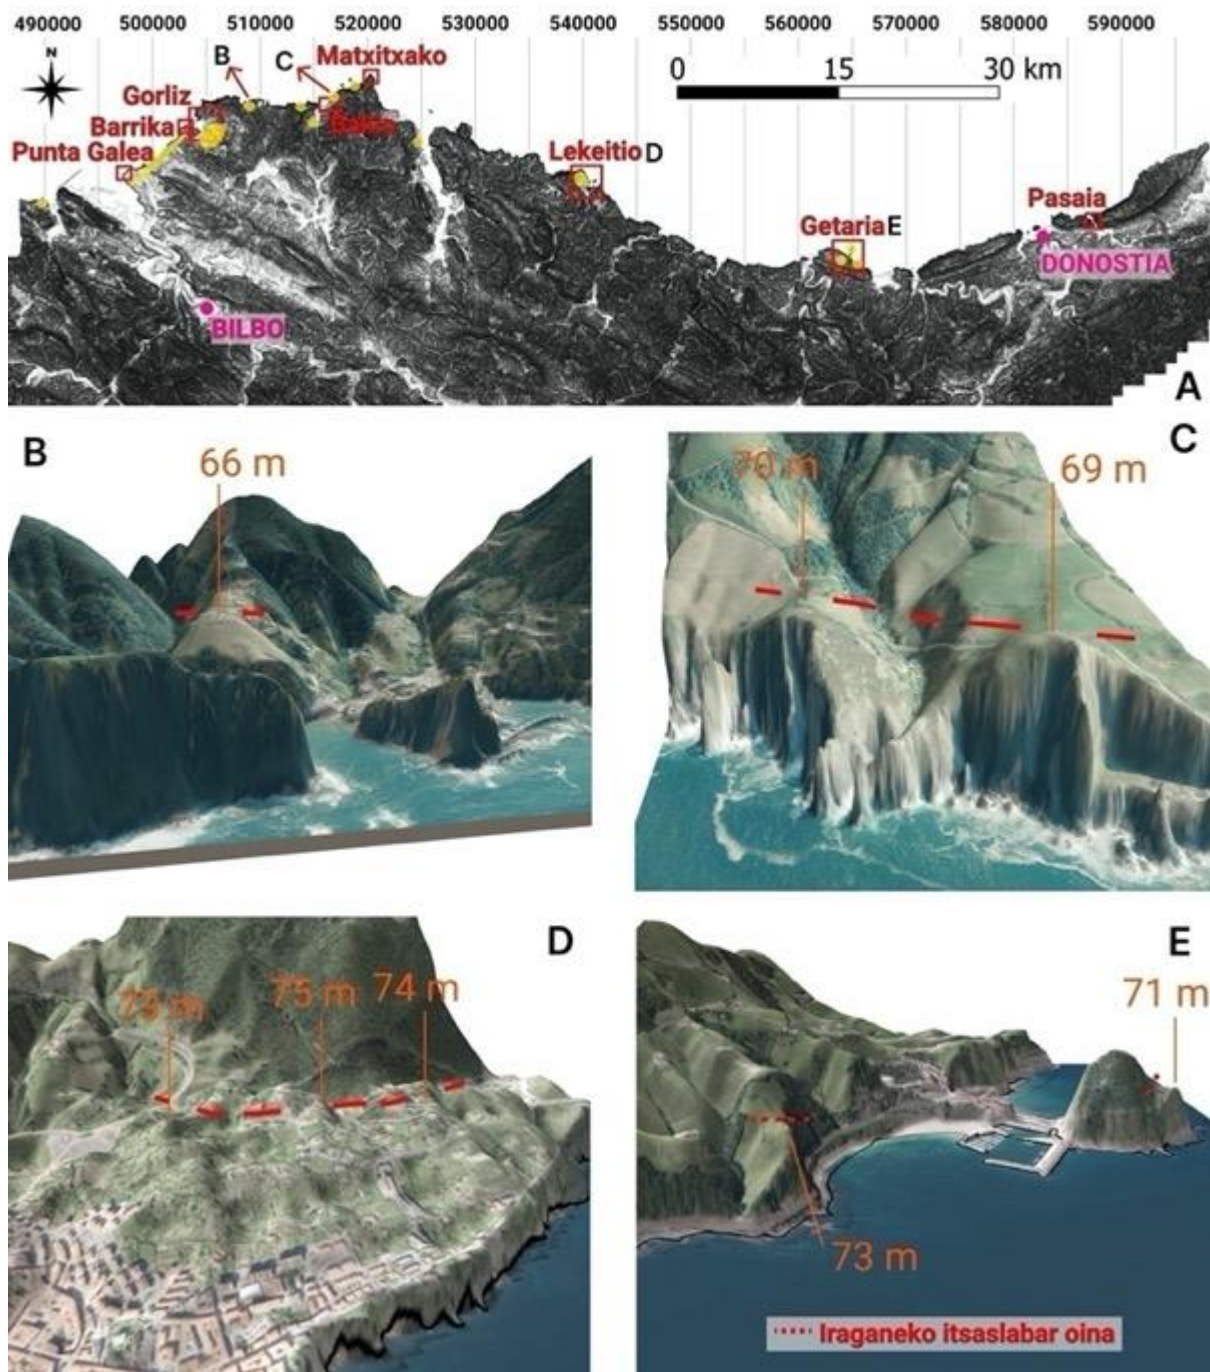 490000 500000 510000 520000 530000 540000 550000 560000 570000 580000 590000
N
B C Matxitxako
0 15 30 km
Gorliz
Barrika
Punta Galea
Lekeitio D
Getaria E
Pasaia
DONOSTIA
BILBO
A
B
66 m
C
70 m 69 m
D
73 m 75 m 74 m
E
71 m
73 m
Iraganeko itsaslabar oina